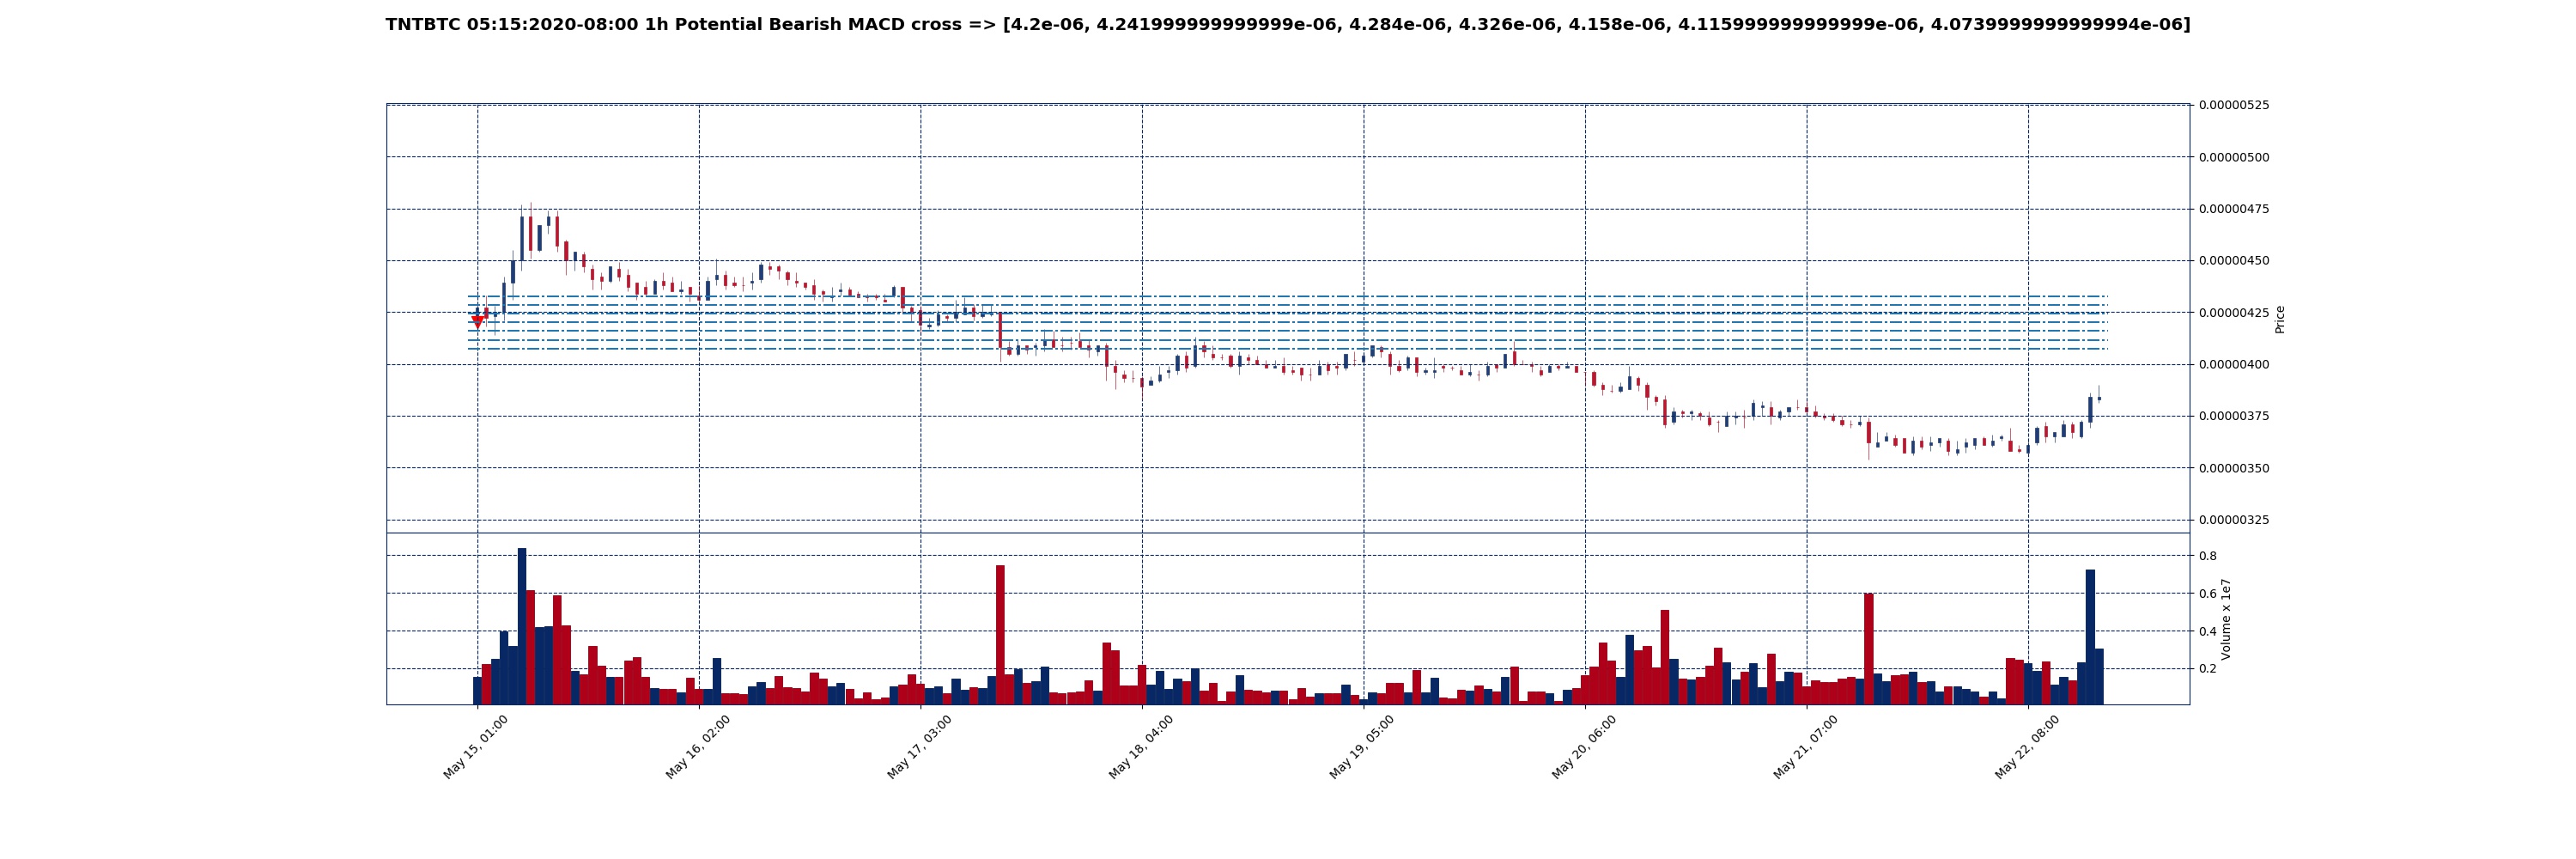 TNTBTC 05:15:2020-08:00 1h Potential Bearish MACD cross => [4.2e-06, 4.241999999999999e-06, 4.284e-06, 4.326e-06, 4.158e-06, 4.115999999999999e-06, 4.0739999999999994e-06]
0.00000525
0.00000500
0.00000475
0.00000450
0.00000425
0.00000400
0.00000375
0.00000350
0.00000325
Price
0.8
0.6
0.4
0.2
Volume x 1e7
May 15, 01:00
May 16, 02:00
May 17, 03:00
May 18, 04:00
May 19, 05:00
May 20, 06:00
May 21, 07:00
May 22, 08:00